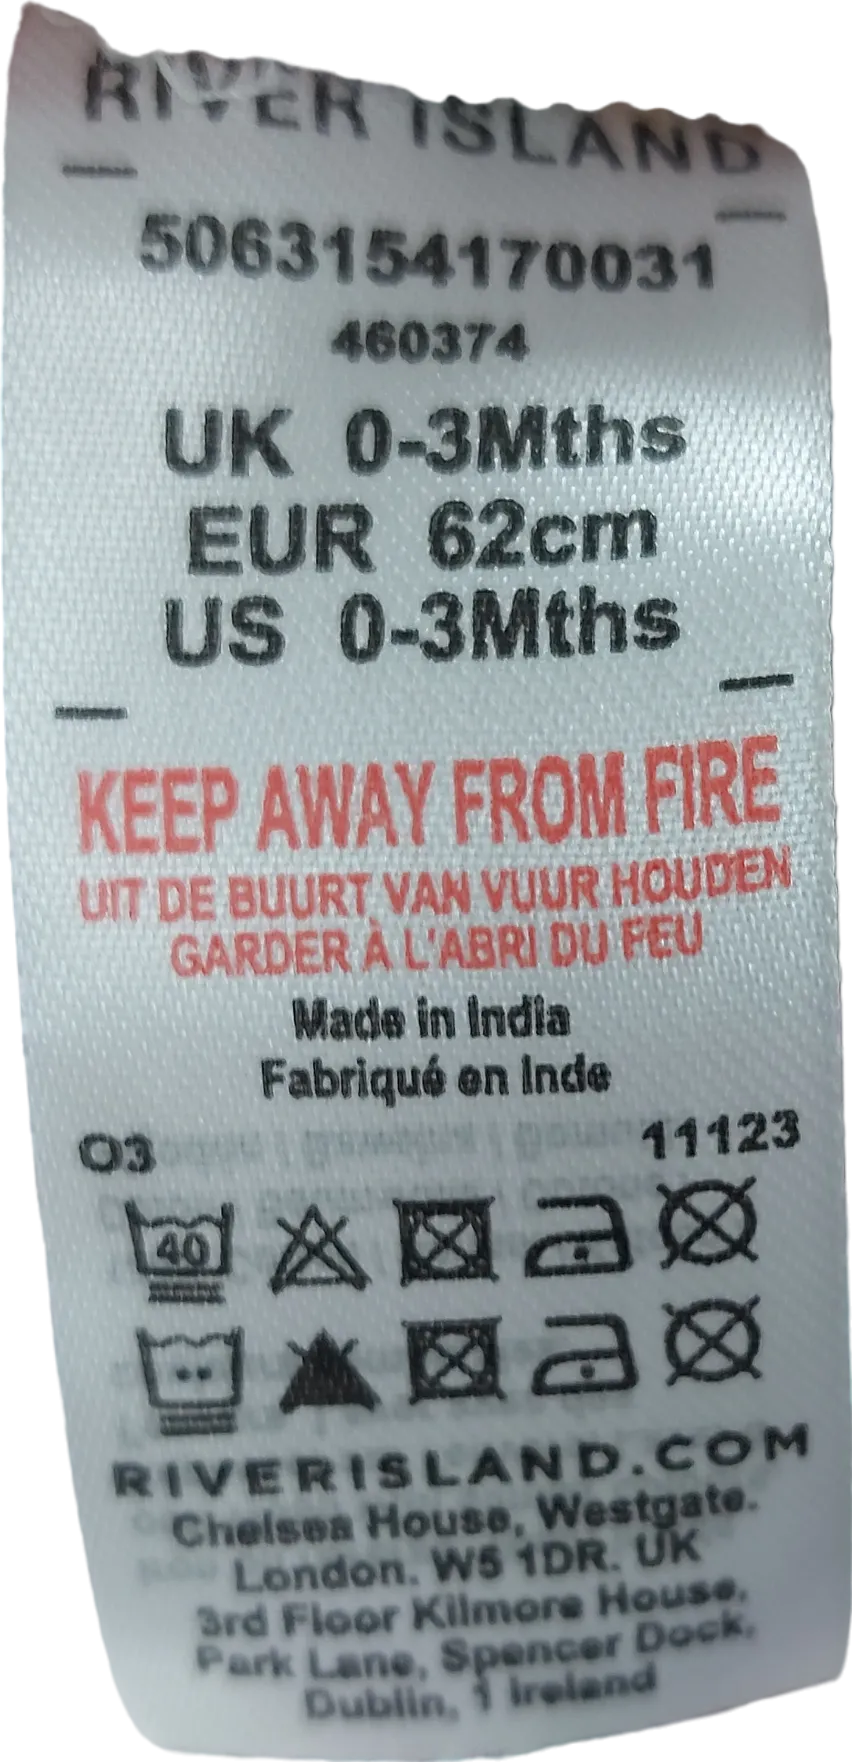 RIVER ISLAND
5063154170031
460374
UK 0-3Mths
EUR 62cm
US 0-3Mths
KEEP AWAY FROM FIRE
UIT DE BUURT VAN VUUR HOUDEN
GARDER À L'ABRI DU FEU
Made in India
Fabriqué en Inde
03 11123
40
RIVERISLAND.COM
Chelsea House, Westgate.
London. W5 1DR. UK
3rd Floor Kilmore House,
Park Lane, Spencer Dock,
Dublin, 1 Ireland